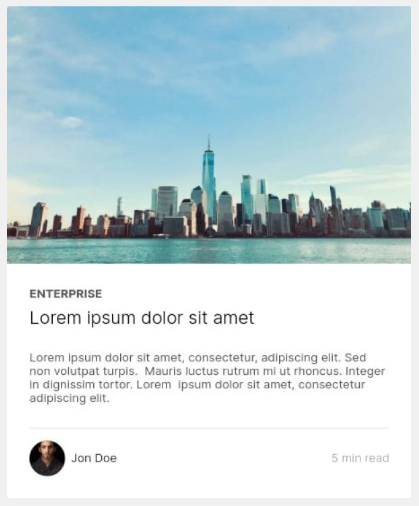 ENTERPRISE
Lorem ipsum dolor sit amet
Lorem ipsum dolor sit amet, consectetur, adipiscing elit. Sed
non volutpat turpis.  Mauris luctus rutrum mi ut rhoncus. Integer
in dignissim tortor. Lorem  ipsum dolor sit amet, consectetur
adipiscing elit.
Jon Doe
5 min read